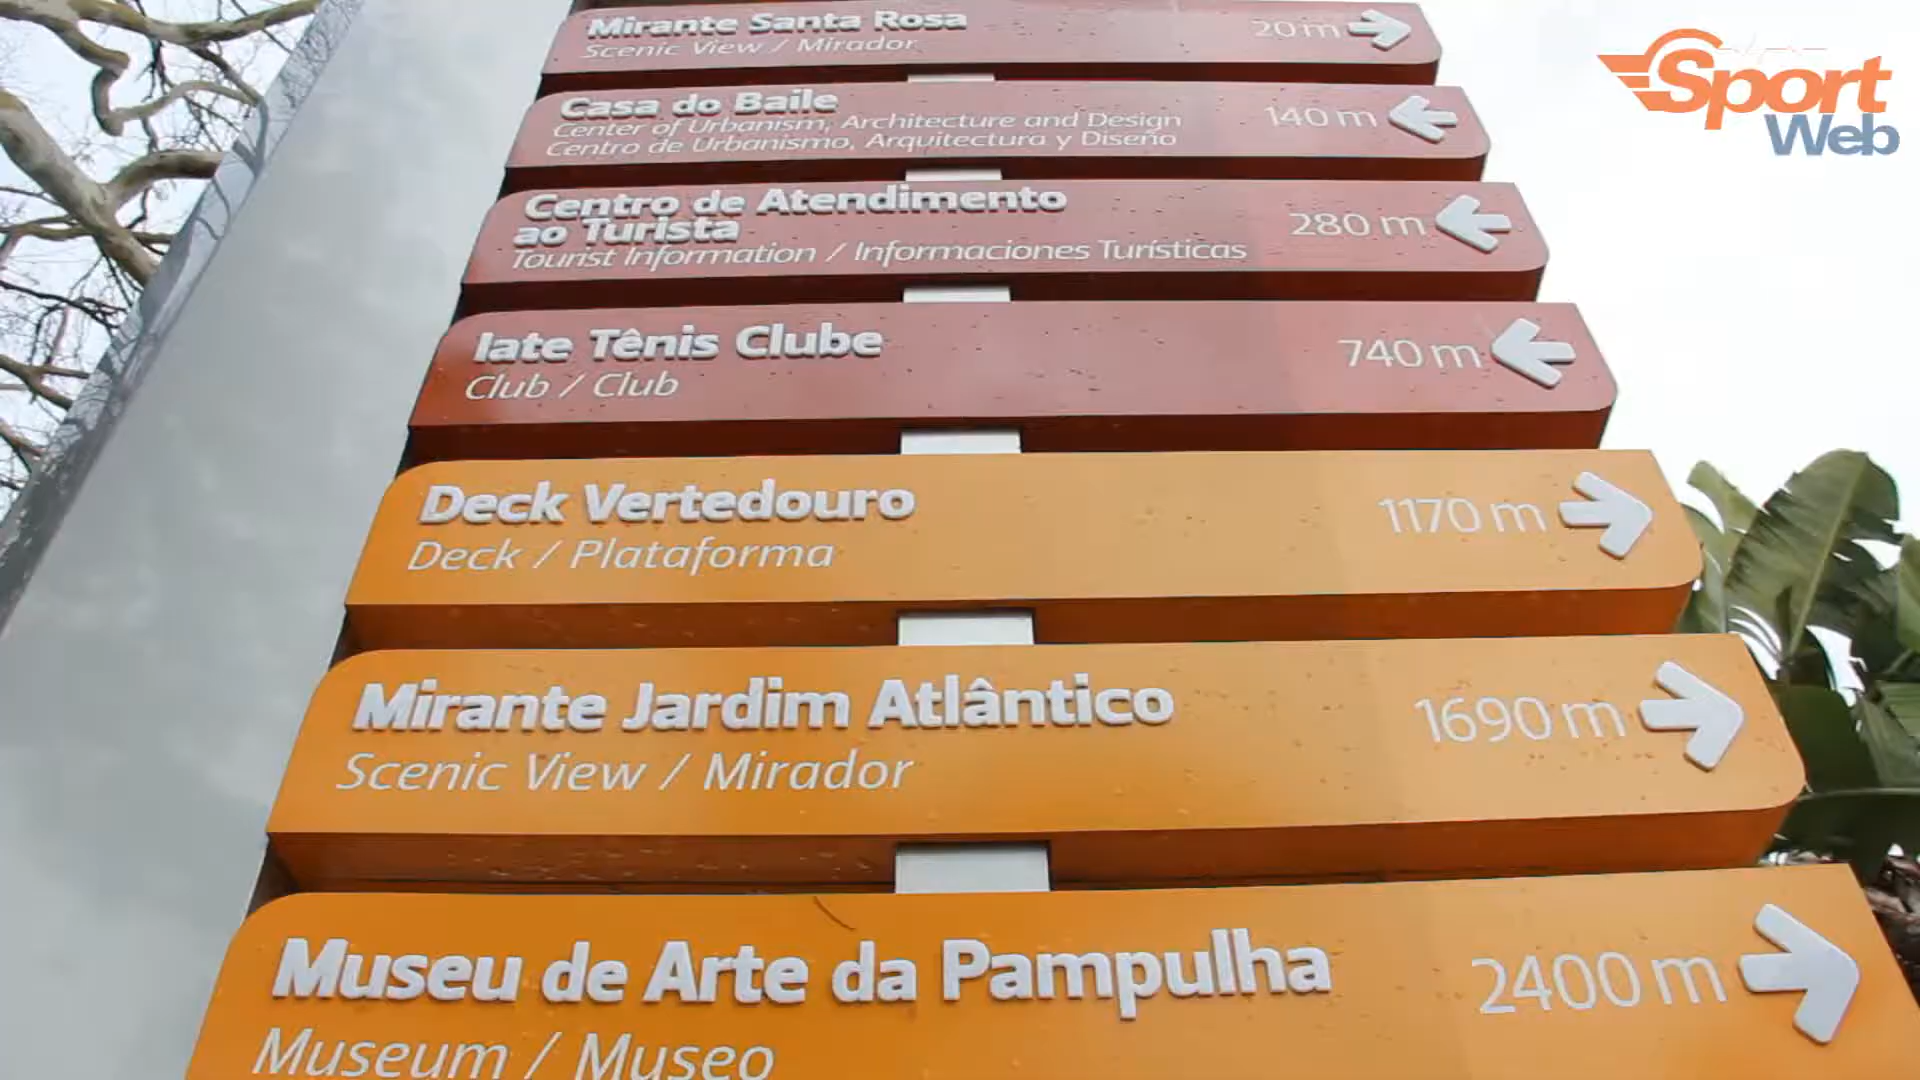 Mirante Santa Rosa
Scenic View / Mirador
20 m
Casa do Baile
Center of Urbanism, Architecture and Design
Centro de Urbanismo, Arquitectura y Diseño
140 m
Centro de Atendimento
ao Turista
Tourist Information / Informaciones Turísticas
280 m
Iate Tênis Clube
Club / Club
740 m
Deck Vertedouro
Deck / Plataforma
1170 m
Mirante Jardim Atlântico
Scenic View / Mirador
1690 m
Museu de Arte da Pampulha
Museum / Museo
2400 m
Sport
Web